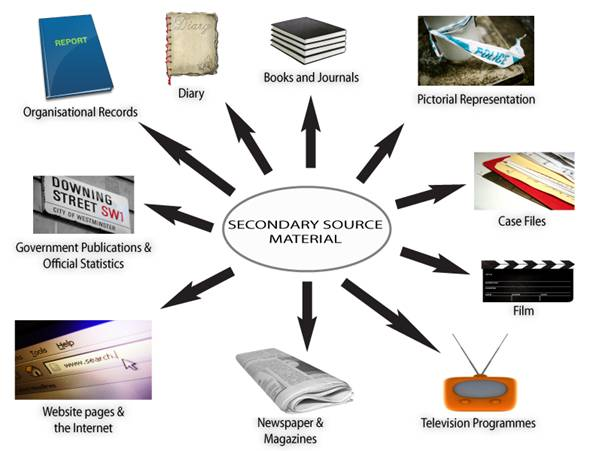 REPORT
Organisational Records
Diary
Diary
Books and Journals
POLICE
Pictorial Representation
DOWNING
STREET SW1
CITY OF WESTMINSTER
Government Publications &
Official Statistics
SECONDARY SOURCE
MATERIAL
Case Files
Film
Tools Help
www.search.
Website pages &
the Internet
Newspaper &
Magazines
Television Programmes